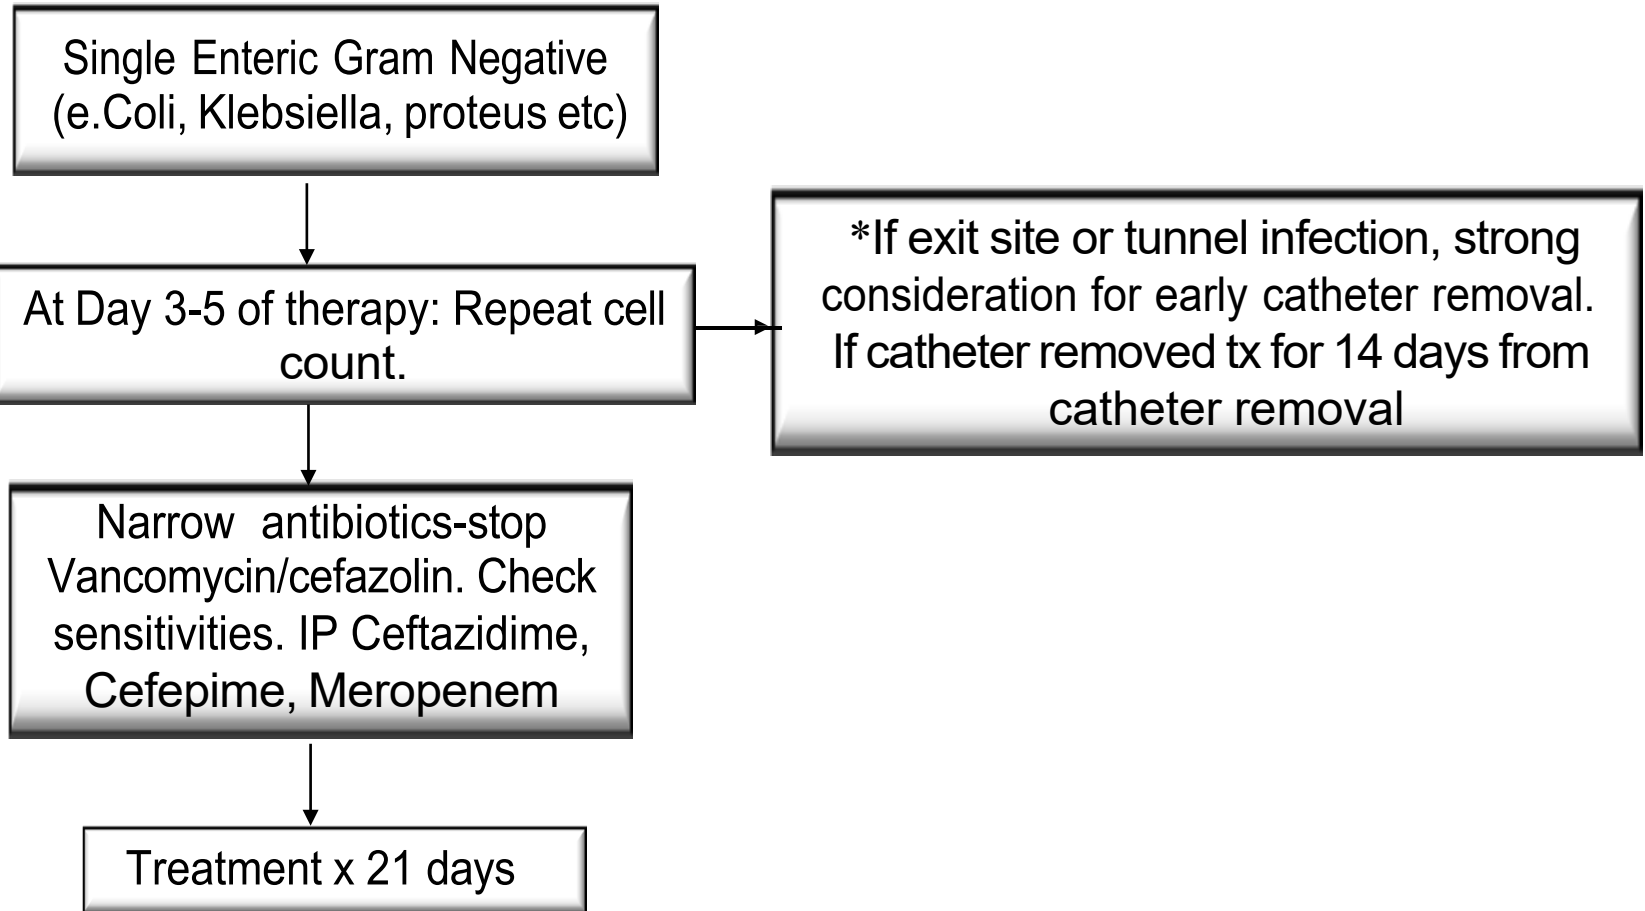 Single Enteric Gram Negative
(e.Coli, Klebsiella, proteus etc)
At Day 3-5 of therapy: Repeat cell
count.
*If exit site or tunnel infection, strong
consideration for early catheter removal.
If catheter removed tx for 14 days from
catheter removal
Narrow antibiotics-stop
Vancomycin/cefazolin. Check
sensitivities. IP Ceftazidime,
Cefepime, Meropenem
Treatment x 21 days